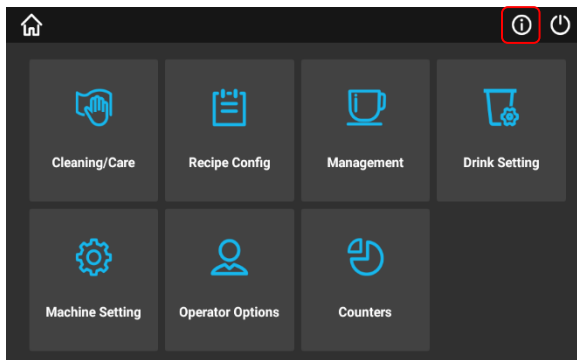 Cleaning/Care
Recipe Config
Management
Drink Setting
Machine Setting
Operator Options
Counters